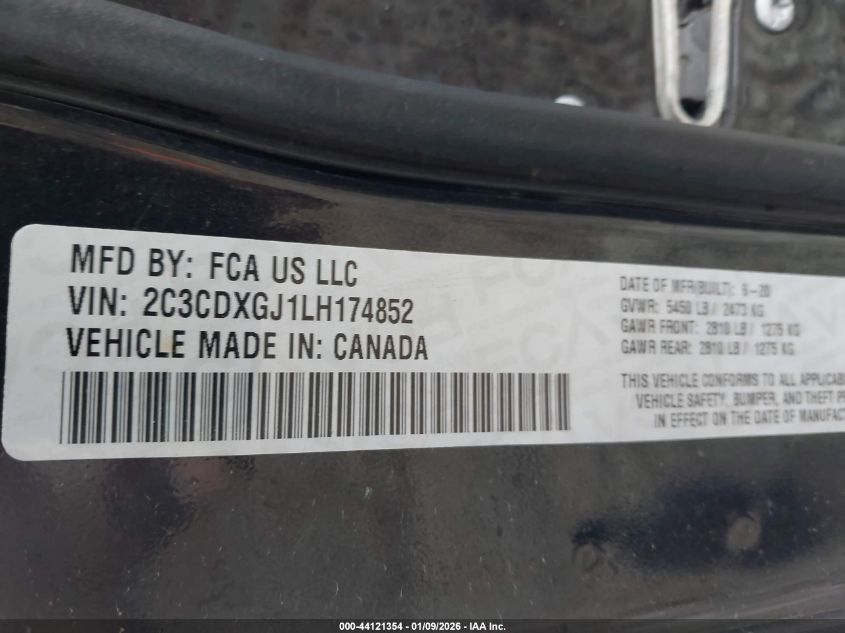 MFD BY: FCA US LLC
VIN: 2C3CDXGJ1LH174852
VEHICLE MADE IN: CANADA
DATE OF MFR(BUILT): 6-20
GVWR: 5450 LB / 2473 KG
GAWR FRONT: 2810 LB / 1275 KG
GAWR REAR: 2810 LB / 1275 KG
THIS VEHICLE CONFORMS TO ALL APPLICAB
VEHICLE SAFETY, BUMPER, AND THEFT P
IN EFFECT ON THE DATE OF MANUFAC
000-44121354 | 01/09/2026 | IAA Inc.